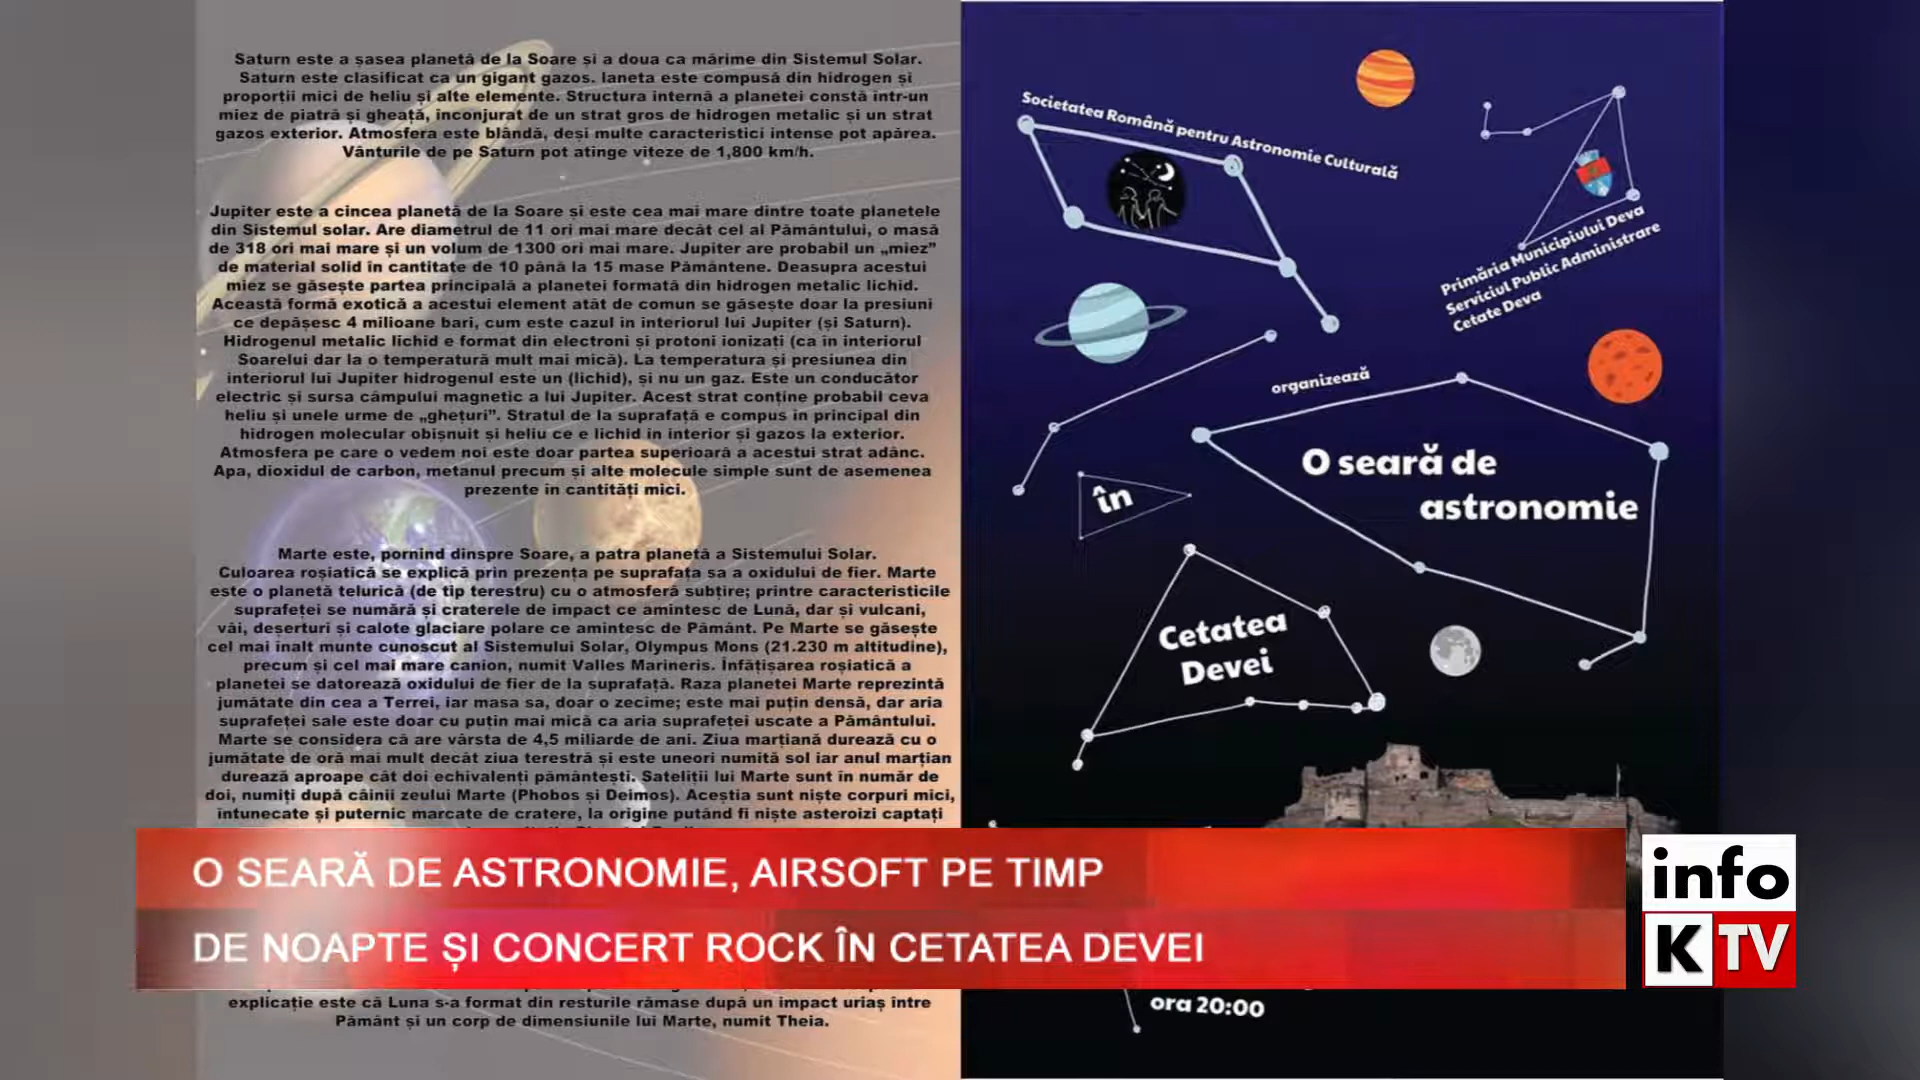 Saturn este a șasea planetă de la Soare și a doua ca mărime din Sistemul Solar.
Saturn este clasificat ca un gigant gazos. Ianeta este compusă din hidrogen și
proporții mici de heliu și alte elemente. Structura internă a planetei constă într-un
miez de piatră și gheață, inconjurat de un strat gros de hidrogen metalic și un strat
gazos exterior. Atmosfera este blândă, deși multe caracteristici intense pot apărea.
Vânturile de pe Saturn pot atinge viteze de 1,800 km/h.
Jupiter este a cincea planetă de la Soare și este cea mai mare dintre toate planetele
din Sistemul solar. Are diametrul de 11 ori mai mare decât cel al Pământului, o masă
de 318 ori mai mare și un volum de 1300 ori mai mare. Jupiter are probabil un „miez”
de material solid în cantitate de 10 până la 15 mase Pământene. Deasupra acestui
miez se găsește partea principală a planetei formată din hidrogen metalic lichid.
Această formă exotică a acestui element atât de comun se găsește doar la presiuni
ce depășesc 4 milioane bari, cum este cazul în interiorul lui Jupiter (și Saturn).
Hidrogenul metalic lichid e format din electroni și protoni ionizați (ca în interiorul
Soarelui dar la o temperatură mult mai mică). La temperatura și presiunea din
interiorul lui Jupiter hidrogenul este un (lichid), și nu un gaz. Este un conducător
electric și sursa câmpului magnetic a lui Jupiter. Acest strat conține probabil ceva
heliu și unele urme de „ghețuri”. Stratul de la suprafață e compus în principal din
hidrogen molecular obișnuit și heliu ce e lichid în interior și gazos la exterior.
Atmosfera pe care o vedem noi este doar partea superioară a acestui strat adânc.
Apa, dioxidul de carbon, metanul precum și alte molecule simple sunt de asemenea
prezente în cantități mici.
Marte este, pornind dinspre Soare, a patra planetă a Sistemului Solar.
Culoarea roșiatică se explică prin prezența pe suprafața sa a oxidului de fier. Marte
este o planetă telurică (de tip terestru) cu o atmosferă subțire; printre caracteristicile
suprafeței se numără și craterele de impact ce amintesc de Lună, dar și vulcani,
văi, deșerturi și calote glaciare polare ce amintesc de Pământ. Pe Marte se găsește
cel mai înalt munte cunoscut al Sistemului Solar, Olympus Mons (21.230 m altitudine),
precum și cel mai mare canion, numit Valles Marineris. Înfățișarea roșiatică a
planetei se datorează oxidului de fier de la suprafață. Raza planetei Marte reprezintă
jumătate din cea a Terrei, iar masa sa, doar o zecime; este mai puțin densă, dar aria
suprafeței sale este doar cu puțin mai mică ca aria suprafeței uscate a Pământului.
Marte se considera că are vârsta de 4,5 miliarde de ani. Ziua marțiană durează cu o
jumătate de oră mai mult decât ziua terestră și este uneori numită sol iar anul marțian
durează aproape cât doi echivalenți pământești. Sateliții lui Marte sunt în număr de
doi, numiți după câinii zeului Marte (Phobos și Deimos). Aceștia sunt niște corpuri mici,
întunecate și puternic marcate de cratere, la origine putând fi niște asteroizi captați
explicație este că Luna s-a format din resturile rămase după un impact uriaș între
Pământ și un corp de dimensiunile lui Marte, numit Theia.
Societatea Română pentru Astronomie Culturală
Primăria Municipiului Deva
Serviciul Public Administrare
Cetate Deva
organizează
O seară de
astronomie
în
Cetatea
Devei
ora 20:00
O SEARĂ DE ASTRONOMIE, AIRSOFT PE TIMP
DE NOAPTE ȘI CONCERT ROCK ÎN CETATEA DEVEI
info
K TV